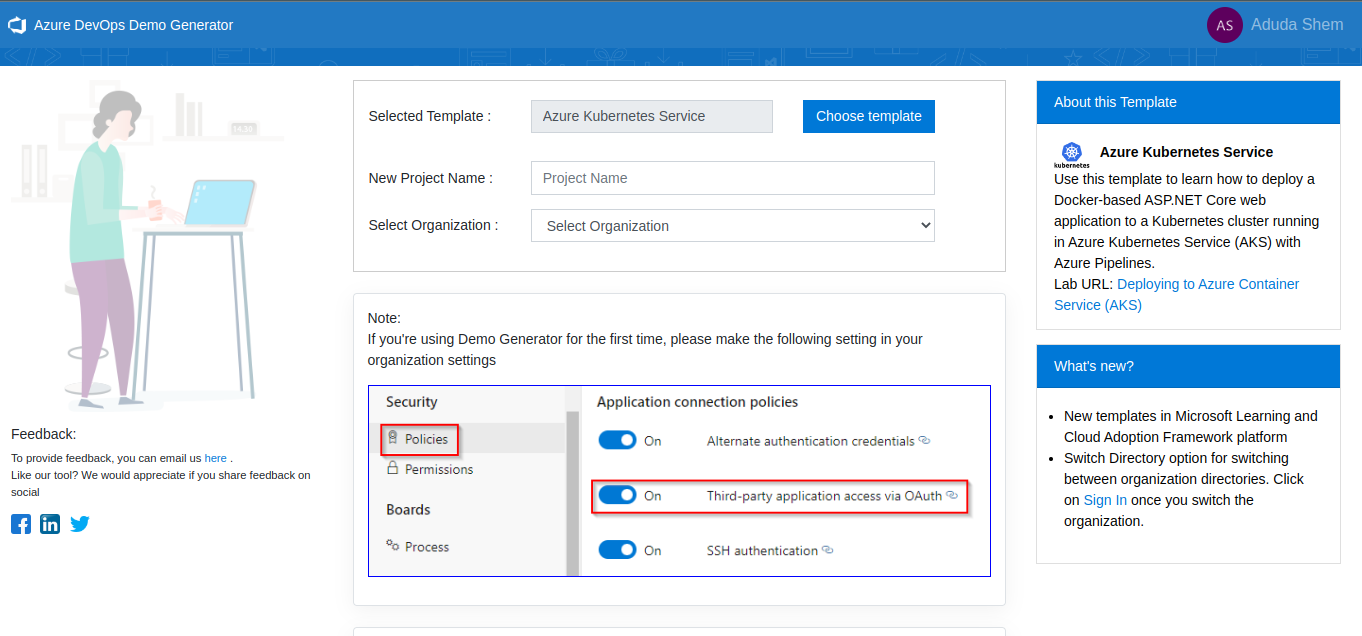 Azure DevOps Demo Generator
AS Aduda Shem
Selected Template :
Azure Kubernetes Service
Choose template
New Project Name :
Project Name
Select Organization :
Select Organization
Note:
If you're using Demo Generator for the first time, please make the following setting in your
organization settings
Security
Policies
Permissions
Boards
Process
Application connection policies
On Alternate authentication credentials
On Third-party application access via OAuth
On SSH authentication
Feedback:
To provide feedback, you can email us here .
Like our tool? We would appreciate if you share feedback on
social
About this Template
kubernetes
Azure Kubernetes Service
Use this template to learn how to deploy a
Docker-based ASP.NET Core web
application to a Kubernetes cluster running
in Azure Kubernetes Service (AKS) with
Azure Pipelines.
Lab URL: Deploying to Azure Container
Service (AKS)
What's new?
New templates in Microsoft Learning and
Cloud Adoption Framework platform
Switch Directory option for switching
between organization directories. Click
on Sign In once you switch the
organization.